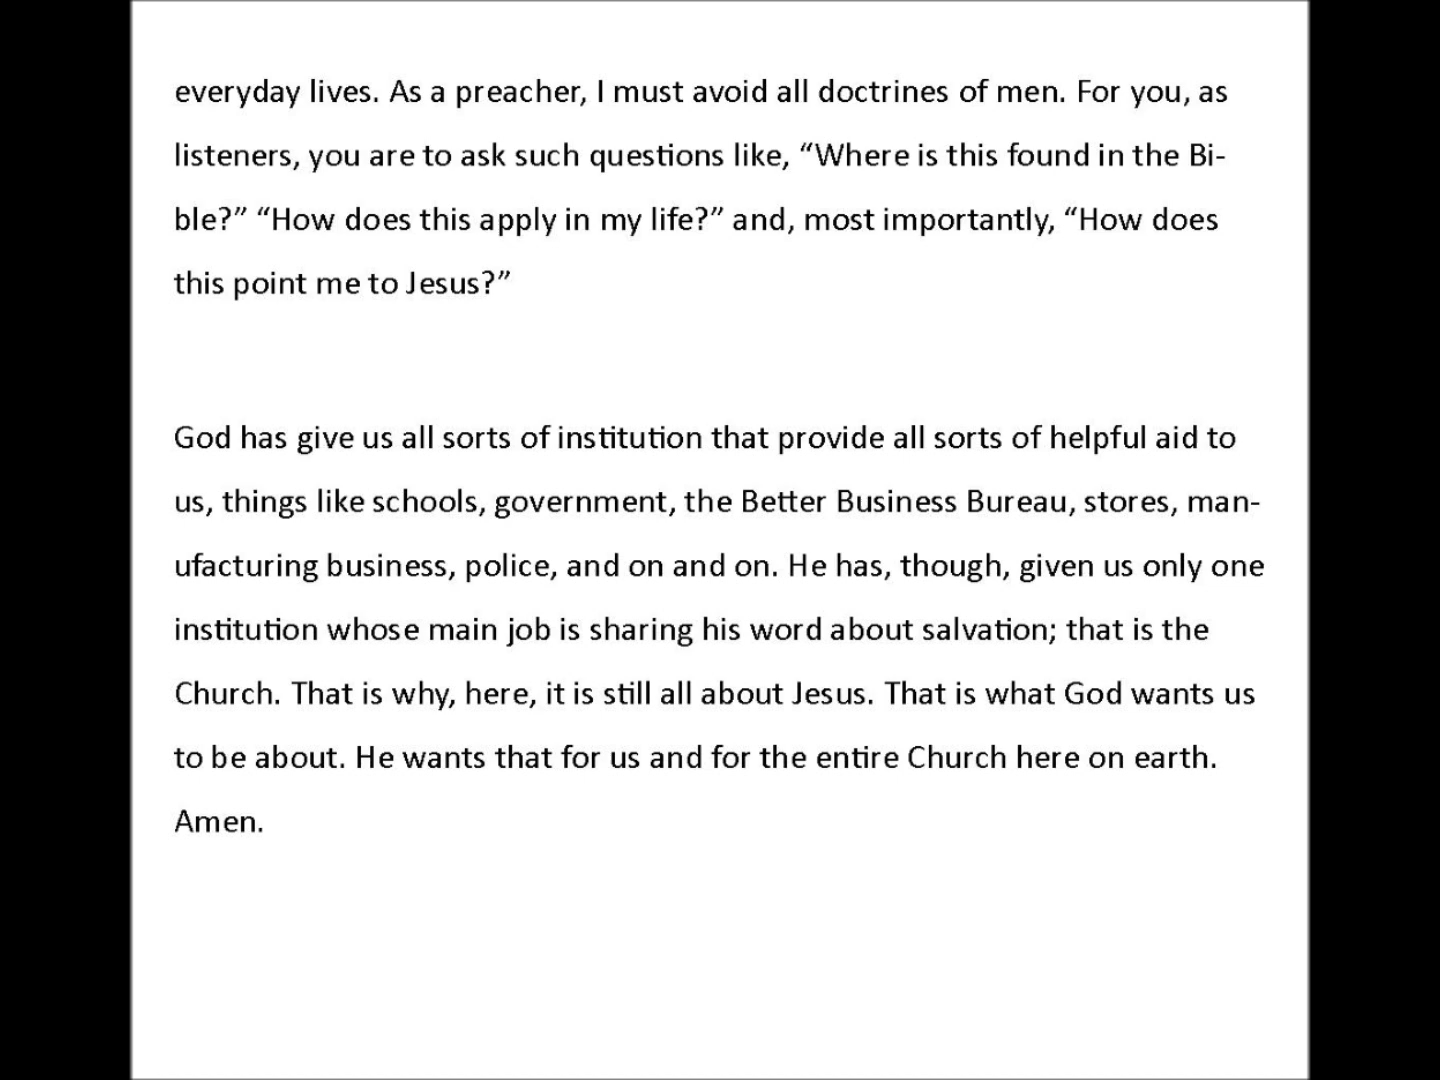 everyday lives. As a preacher, I must avoid all doctrines of men. For you, as
listeners, you are to ask such questions like, “Where is this found in the Bi-
ble?” “How does this apply in my life?” and, most importantly, “How does
this point me to Jesus?”
God has give us all sorts of institution that provide all sorts of helpful aid to
us, things like schools, government, the Better Business Bureau, stores, man-
ufacturing business, police, and on and on. He has, though, given us only one
institution whose main job is sharing his word about salvation; that is the
Church. That is why, here, it is still all about Jesus. That is what God wants us
to be about. He wants that for us and for the entire Church here on earth.
Amen.